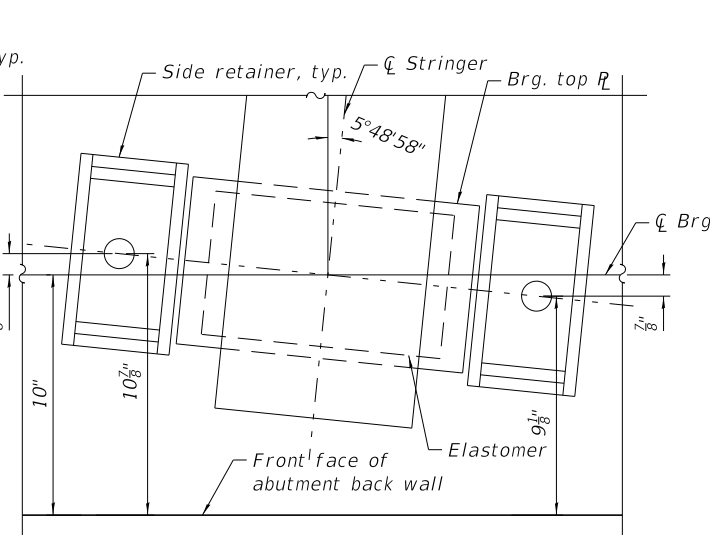 yp.
Side retainer, typ.
℄ Stringer
Brg. top ⅊
5°48'58"
℄ Brg
7/8"
10"
10 7/8"
9 1/8"
Elastomer
Front face of
abutment back wall